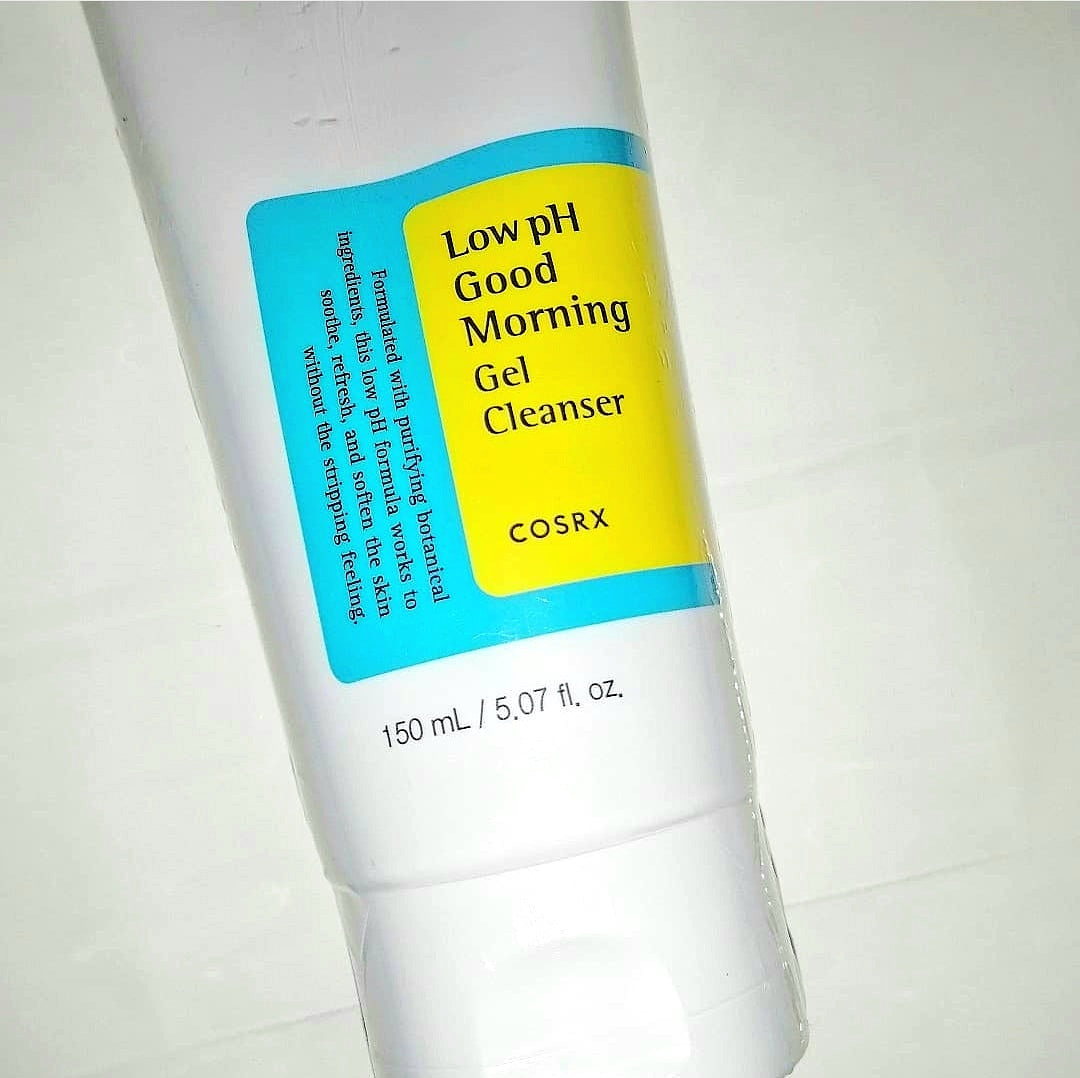 Low pH
Good
Morning
Gel
Cleanser
COSRX
Formulated with purifying botanical
ingredients, this low pH formula works to
soothe, refresh, and soften the skin
without the stripping feeling.
150 mL / 5.07 fl. oz.